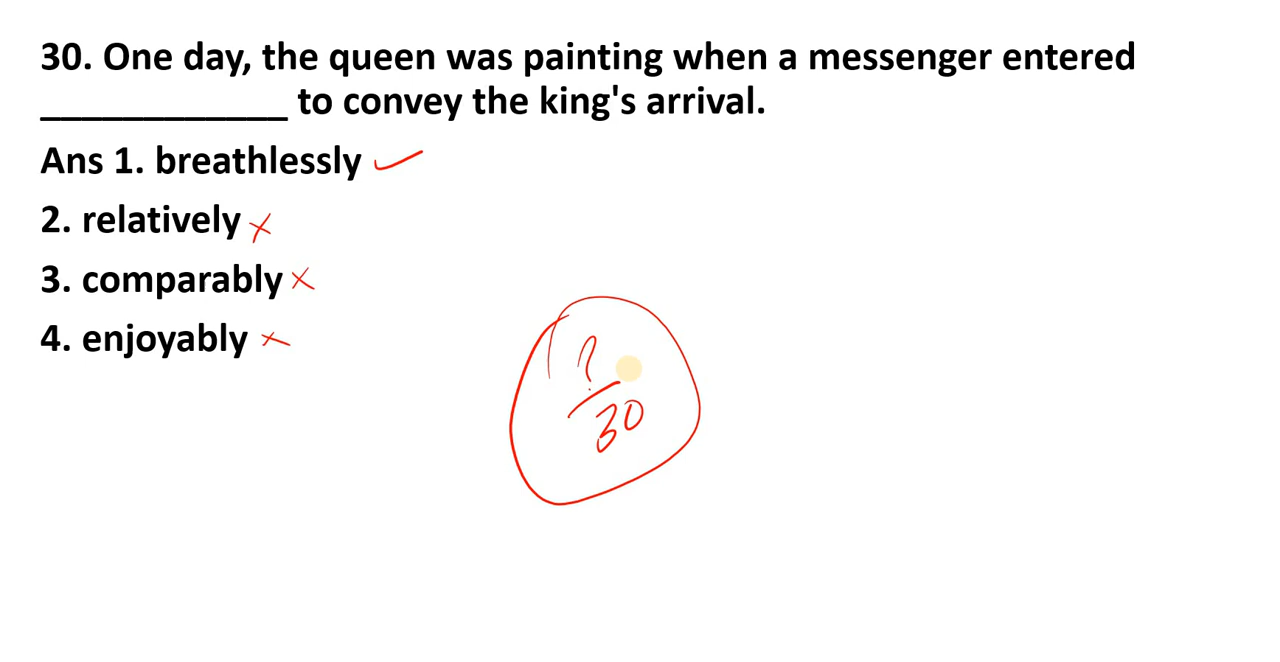 30. One day, the queen was painting when a messenger entered
____________ to convey the king's arrival.
Ans 1. breathlessly
2. relatively
3. comparably
4. enjoyably
?
30